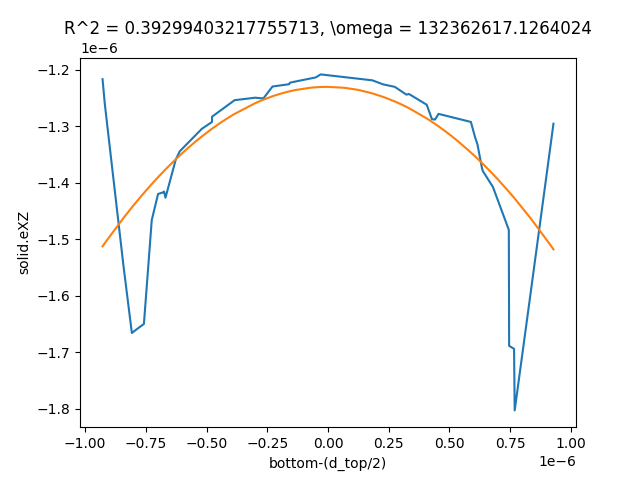 R^2 = 0.39299403217755713, \omega = 132362617.1264024
1e−6
−1.2
−1.3
−1.4
−1.5
−1.6
−1.7
−1.8
solid.eXZ
−1.00 −0.75 −0.50 −0.25 0.00 0.25 0.50 0.75 1.00
1e−6
bottom-(d_top/2)